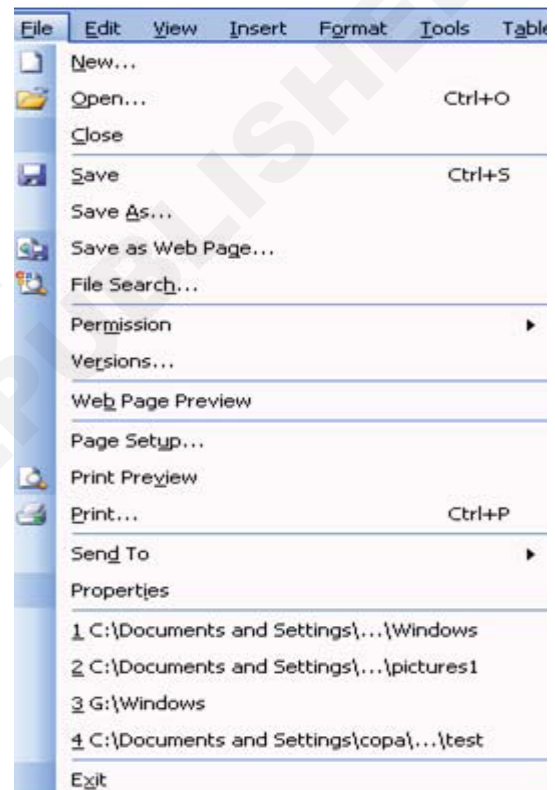 File Edit View Insert Format Tools Table
New...
Open... Ctrl+O
Close
Save Ctrl+S
Save As...
Save as Web Page...
File Search...
Permission
Versions...
Web Page Preview
Page Setup...
Print Preview
Print... Ctrl+P
Send To
Properties
1 C:\Documents and Settings\...\Windows
2 C:\Documents and Settings\...\pictures1
3 G:\Windows
4 C:\Documents and Settings\copa\...\test
Exit